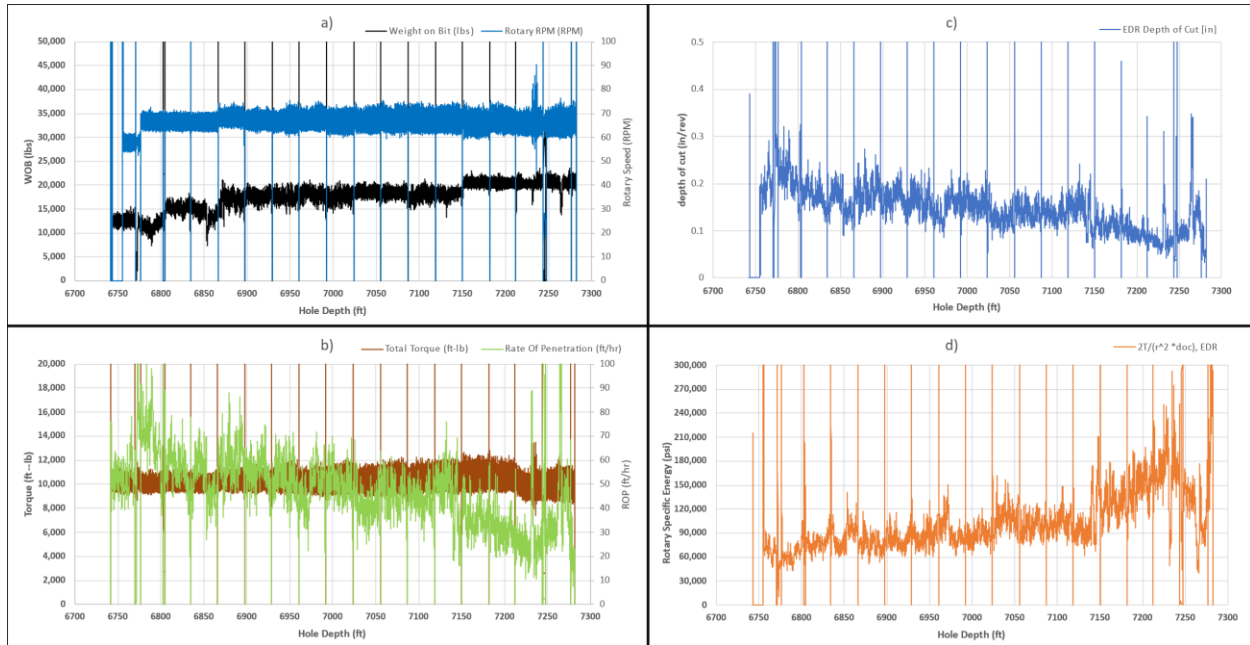 a)
Weight on Bit (lbs) Rotary RPM (RPM)
50,000 100
45,000 90
40,000 80
35,000 70
30,000 60
25,000 50
20,000 40
15,000 30
10,000 20
5,000 10
0 0
WOB (lbs)
Rotary Speed (RPM)
6700 6750 6800 6850 6900 6950 7000 7050 7100 7150 7200 7250 7300
Hole Depth (ft)
c)
EDR Depth of Cut [in]
0.5
0.4
0.3
0.2
0.1
0
depth of cut (in/rev)
6700 6750 6800 6850 6900 6950 7000 7050 7100 7150 7200 7250 7300
Hole Depth (ft)
b)
Total Torque (ft-lb) Rate Of Penetration (ft/hr)
20,000 100
18,000 90
16,000 80
14,000 70
12,000 60
10,000 50
8,000 40
6,000 30
4,000 20
2,000 10
0 0
Torque (ft --lb)
ROP (ft/hr)
6700 6750 6800 6850 6900 6950 7000 7050 7100 7150 7200 7250 7300
Hole Depth (ft)
d)
2T/(r^2 *doc), EDR
300,000
270,000
240,000
210,000
180,000
150,000
120,000
90,000
60,000
30,000
0
Rotary Specific Energy (psi)
6700 6750 6800 6850 6900 6950 7000 7050 7100 7150 7200 7250 7300
Hole Depth (ft)